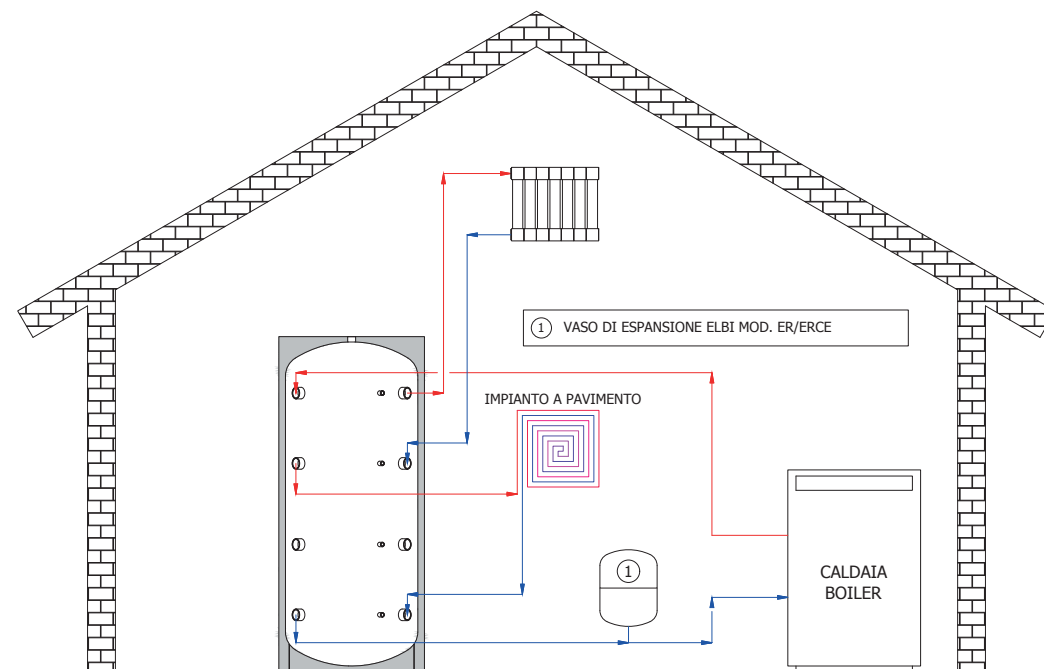 ① VASO DI ESPANSIONE ELBI MOD. ER/ERCE
IMPIANTO A PAVIMENTO
①
CALDAIA
BOILER